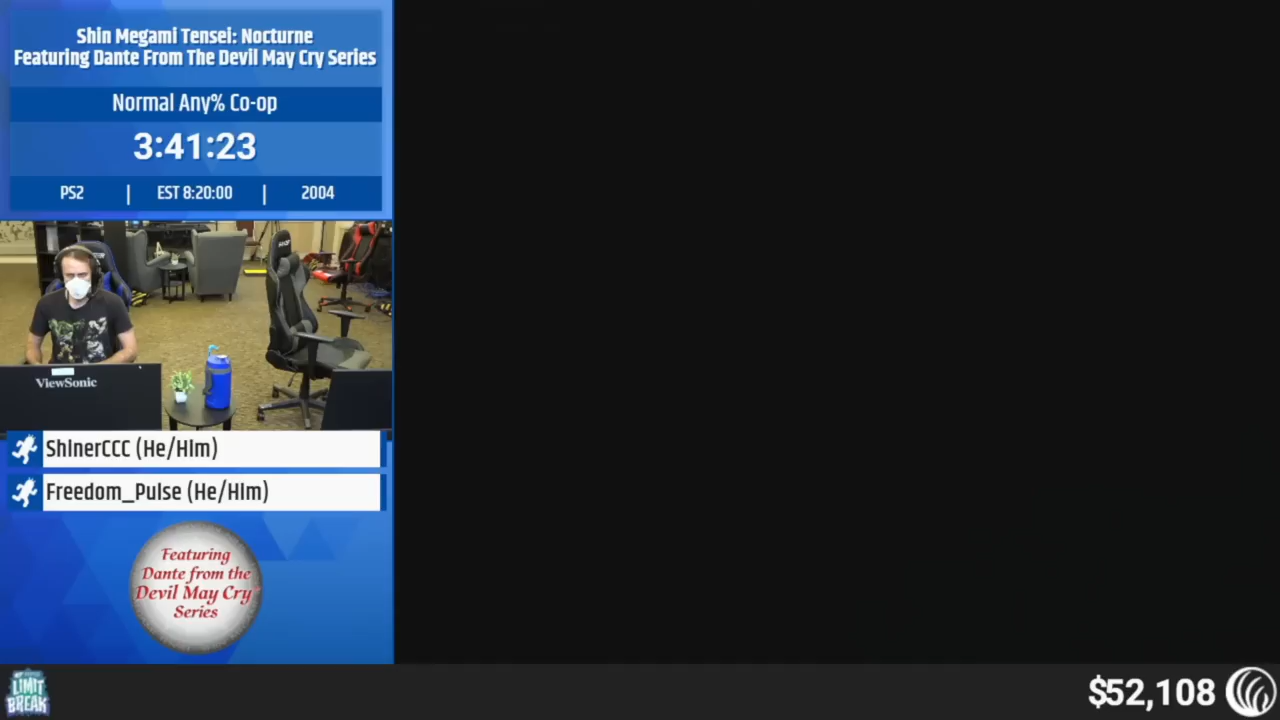 Shin Megami Tensei: Nocturne
Featuring Dante From The Devil May Cry Series
Normal Any% Co-op
3:41:23
PS2 | EST 8:20:00 | 2004
ViewSonic
ShinerCCC (He/Him)
Freedom_Pulse (He/Him)
Featuring
Dante from the
Devil May Cry
Series
LIMIT
BREAK
$52,108